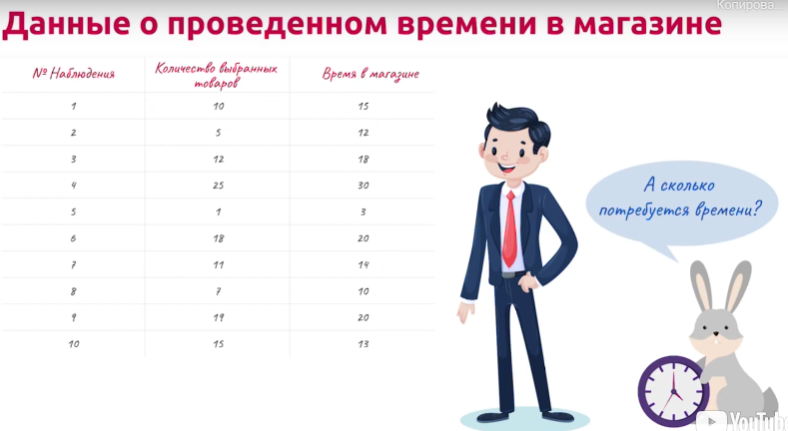 Копирова...
Данные о проведенном времени в магазине
№ Наблюдения Количество выбранных товаров Время в магазине
1 10 15
2 5 12
3 12 18
4 25 30
5 1 3
6 18 20
7 11 14
8 7 10
9 19 20
10 15 13
А сколько
потребуется времени?
YouTube